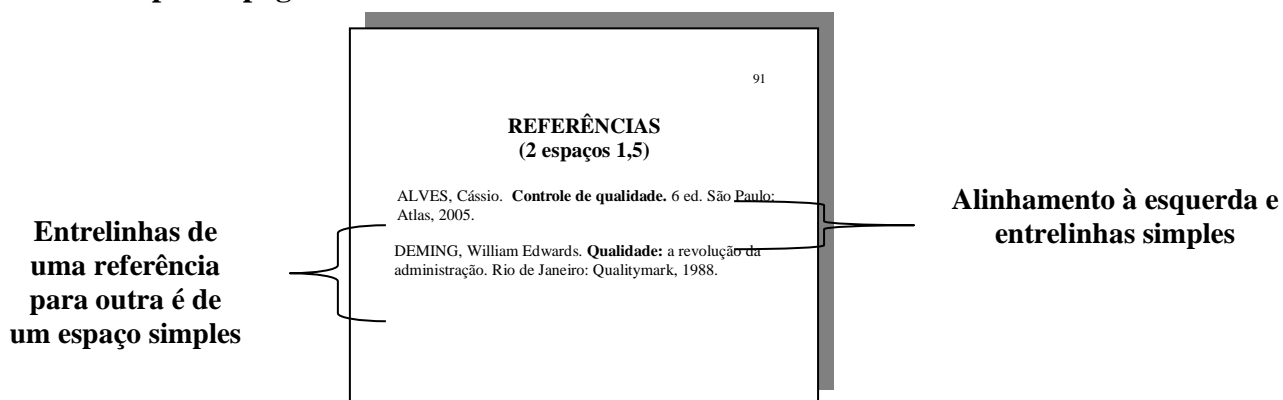 91
REFERÊNCIAS
(2 espaços 1,5)
ALVES, Cássio. Controle de qualidade. 6 ed. São Paulo:
Atlas, 2005.
DEMING, William Edwards. Qualidade: a revolução da
administração. Rio de Janeiro: Qualitymark, 1988.
Entrelinhas de
uma referência
para outra é de
um espaço simples
Alinhamento à esquerda e
entrelinhas simples